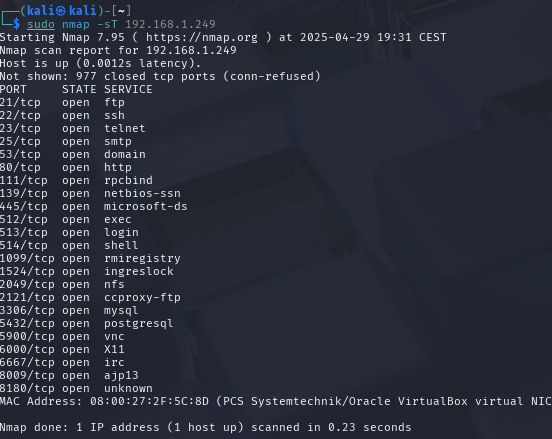 ┌──(kali㉿kali)-[~]
└─$ sudo nmap -sT 192.168.1.249
Starting Nmap 7.95 ( https://nmap.org ) at 2025-04-29 19:31 CEST
Nmap scan report for 192.168.1.249
Host is up (0.0012s latency).
Not shown: 977 closed tcp ports (conn-refused)
PORT     STATE SERVICE
21/tcp   open  ftp
22/tcp   open  ssh
23/tcp   open  telnet
25/tcp   open  smtp
53/tcp   open  domain
80/tcp   open  http
111/tcp  open  rpcbind
139/tcp  open  netbios-ssn
445/tcp  open  microsoft-ds
512/tcp  open  exec
513/tcp  open  login
514/tcp  open  shell
1099/tcp open  rmiregistry
1524/tcp open  ingreslock
2049/tcp open  nfs
2121/tcp open  ccproxy-ftp
3306/tcp open  mysql
5432/tcp open  postgresql
5900/tcp open  vnc
6000/tcp open  X11
6667/tcp open  irc
8009/tcp open  ajp13
8180/tcp open  unknown
MAC Address: 08:00:27:2F:5C:8D (PCS Systemtechnik/Oracle VirtualBox virtual NIC
Nmap done: 1 IP address (1 host up) scanned in 0.23 seconds